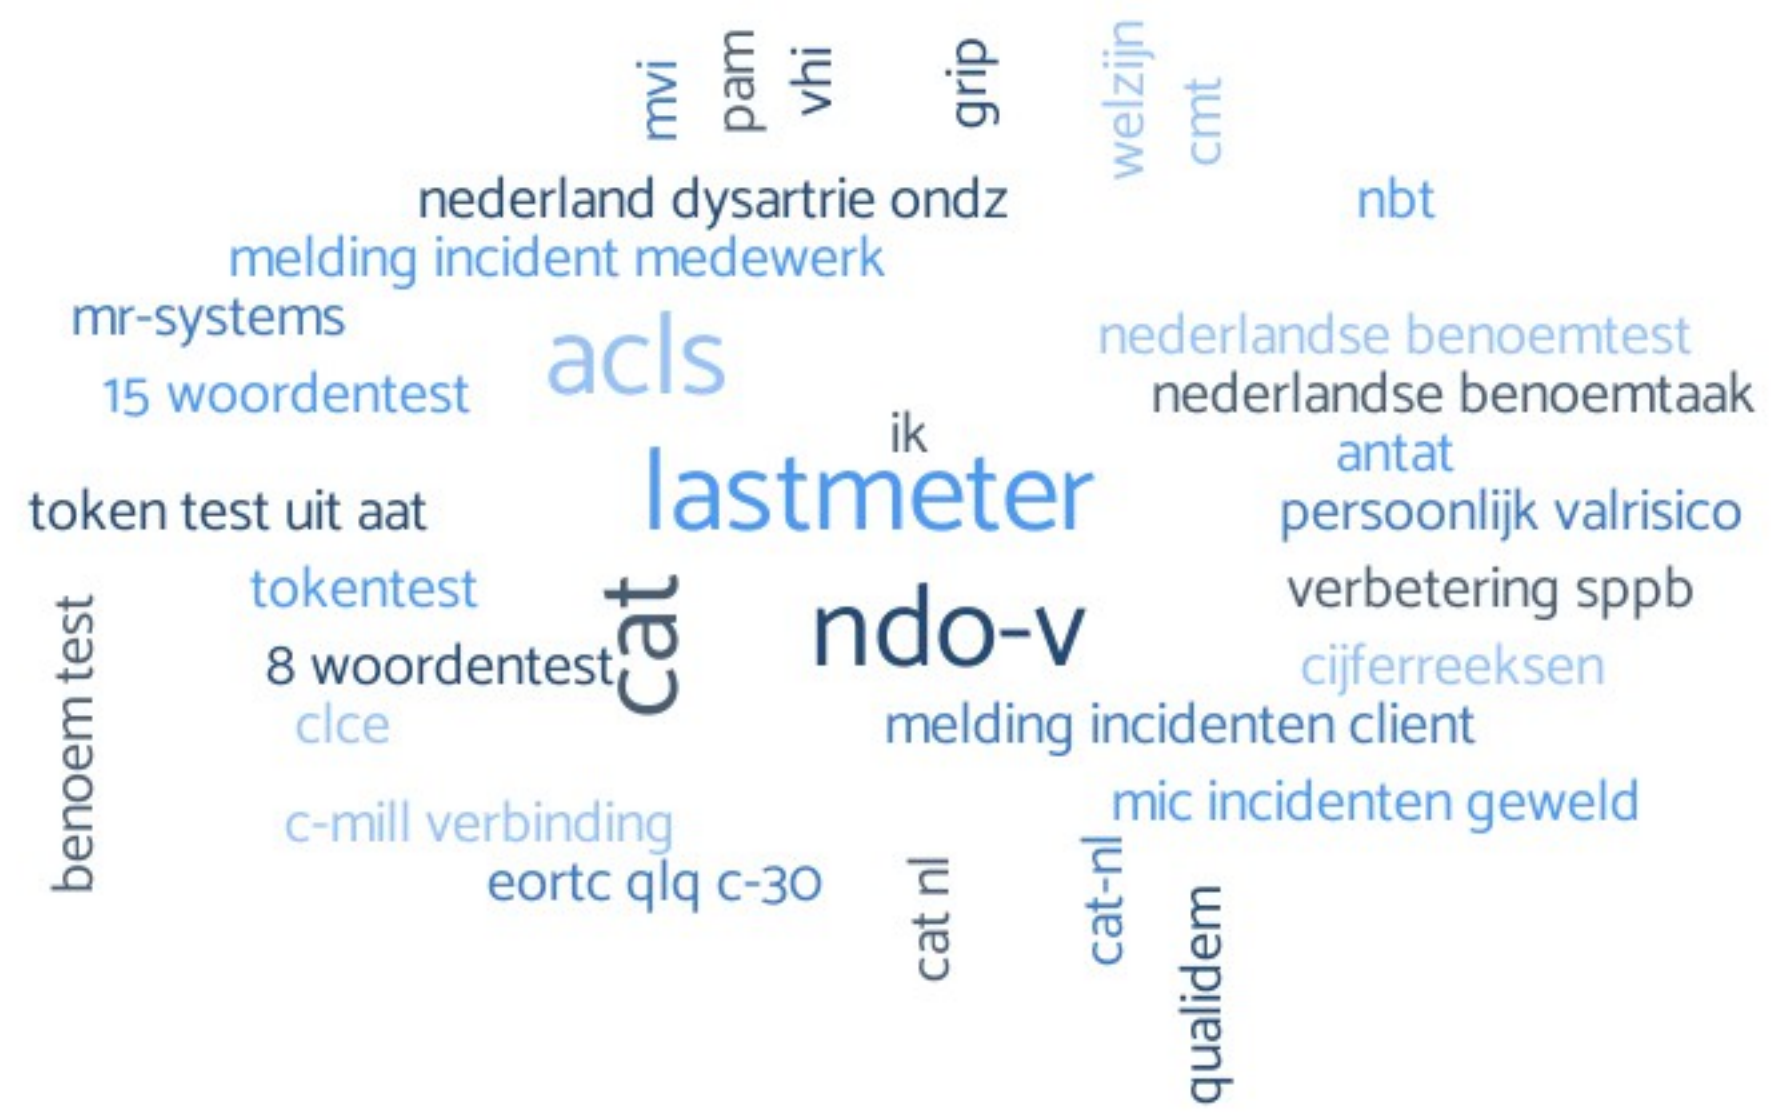 mvi
pam
vhi
grip
welzijn
cmt
nederland dysartrie ondz
nbt
melding incident medewerk
mr-systems
acls
nederlandse benoemtest
15 woordentest
nederlandse benoemtaak
ik
antat
lastmeter
token test uit aat
persoonlijk valrisico
tokentest
cat
ndo-v
verbetering sppb
benoem test
8 woordentest
cijferreeksen
clce
melding incidenten client
c-mill verbinding
mic incidenten geweld
eortc qlq c-30
cat nl
cat-nl
qualidem